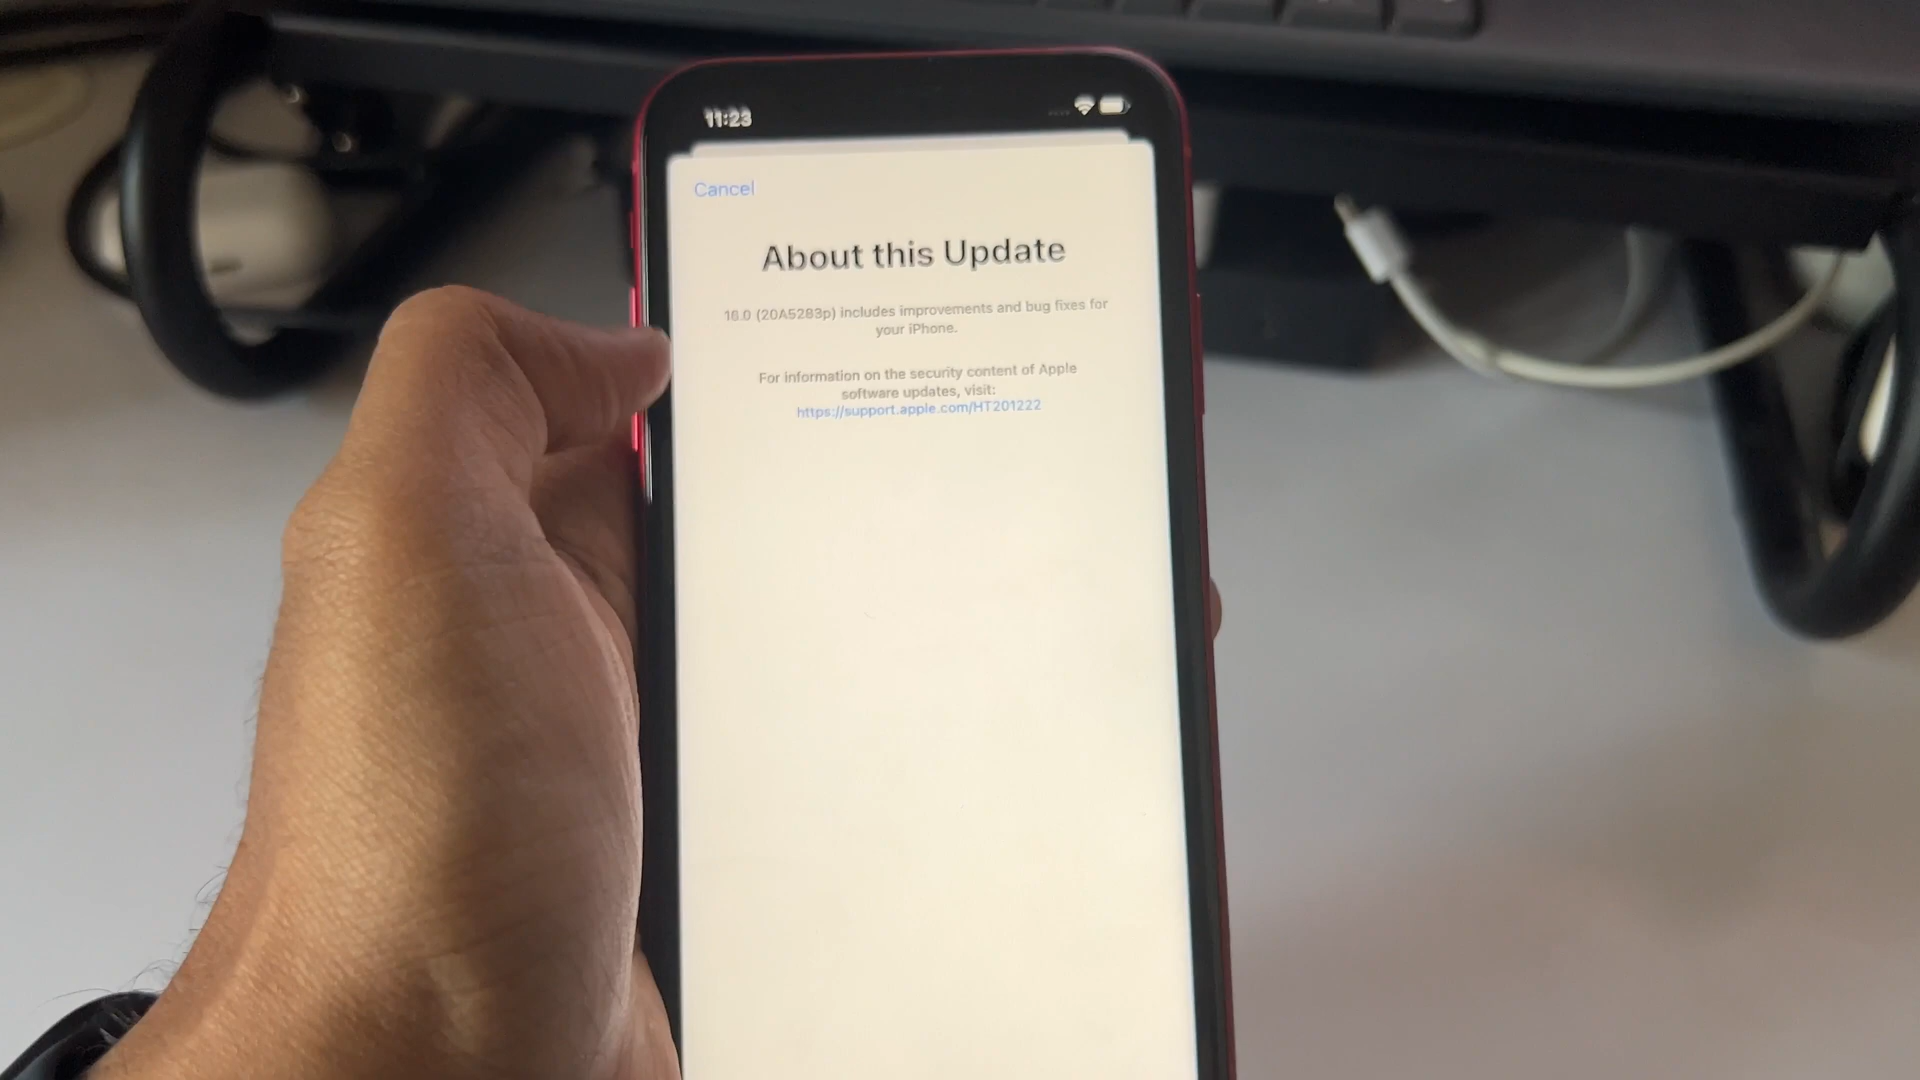 11:23
Cancel
About this Update
16.0 (20A5283p) includes improvements and bug fixes for
your iPhone.
For information on the security content of Apple
software updates, visit:
https://support.apple.com/HT201222